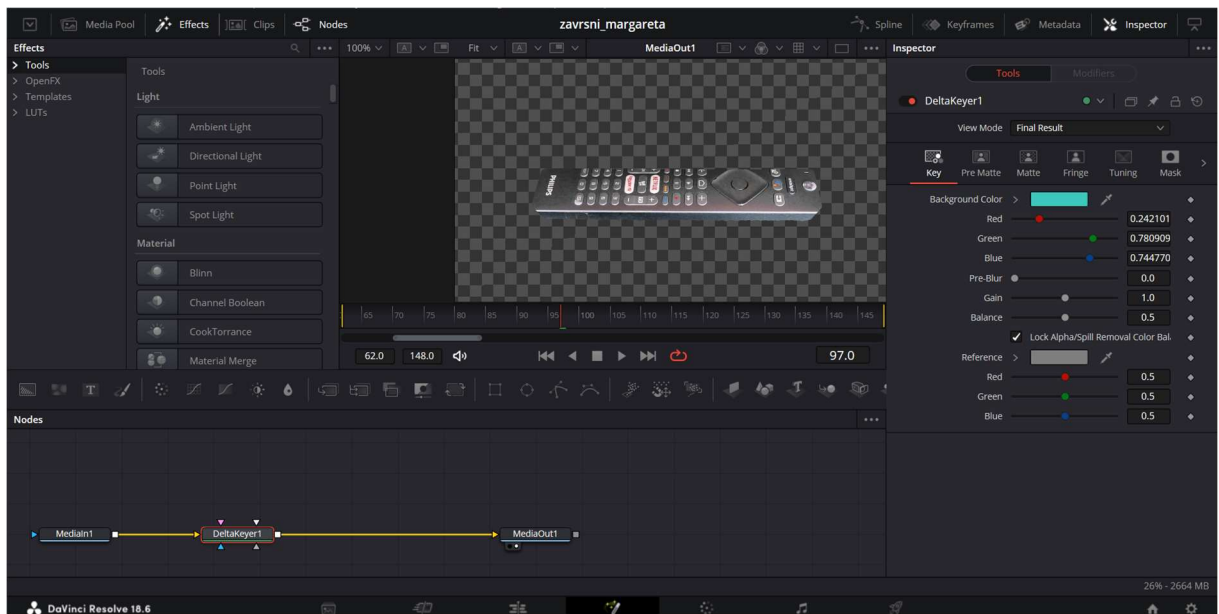 Media Pool Effects Clips Nodes zavrsni_margareta Spline Keyframes Metadata Inspector
Effects 100% Fit MediaOut1 Inspector
Tools
OpenFX
Templates
LUTs
Tools
Light
Ambient Light
Directional Light
Point Light
Spot Light
Material
Blinn
Channel Boolean
CookTorrance
Material Merge
PHILIPS
NETFLIX
65 70 75 80 85 90 95 100 105 110 115 120 125 130 135 140 145
62.0 148.0 97.0
Tools Modifiers
DeltaKeyer1
View Mode Final Result
Key Pre Matte Matte Fringe Tuning Mask
Background Color
Red 0.242101
Green 0.780909
Blue 0.744770
Pre-Blur 0.0
Gain 1.0
Balance 0.5
Lock Alpha/Spill Removal Color Bal
Reference
Red 0.5
Green 0.5
Blue 0.5
T
Nodes
MediaIn1 DeltaKeyer1 MediaOut1
26% - 2664 MB
DaVinci Resolve 18.6